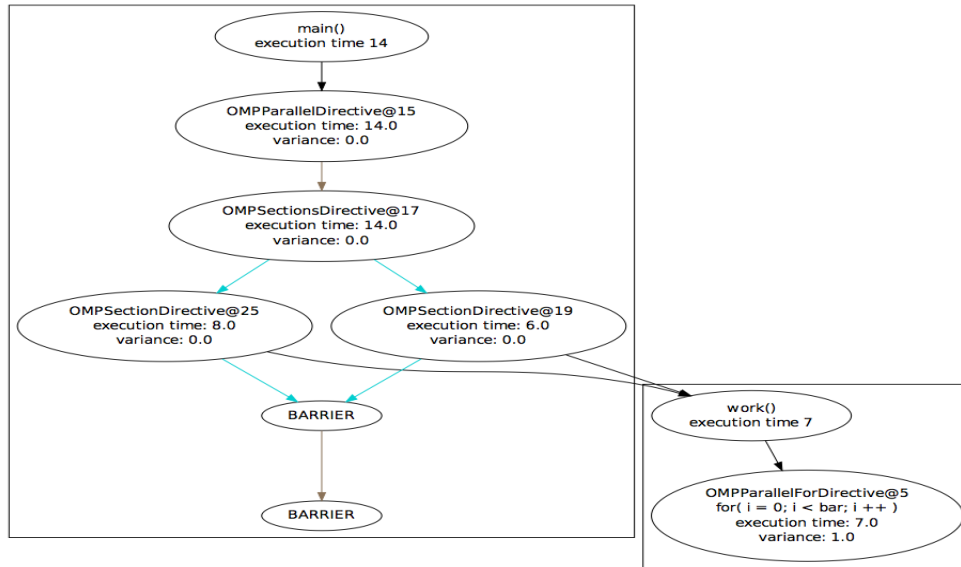 main()
execution time 14
OMPParallelDirective@15
execution time: 14.0
variance: 0.0
OMPSectionsDirective@17
execution time: 14.0
variance: 0.0
OMPSectionDirective@25
execution time: 8.0
variance: 0.0
OMPSectionDirective@19
execution time: 6.0
variance: 0.0
BARRIER
work()
execution time 7
OMPParallelForDirective@5
for( i = 0; i < bar; i ++ )
execution time: 7.0
variance: 1.0
BARRIER